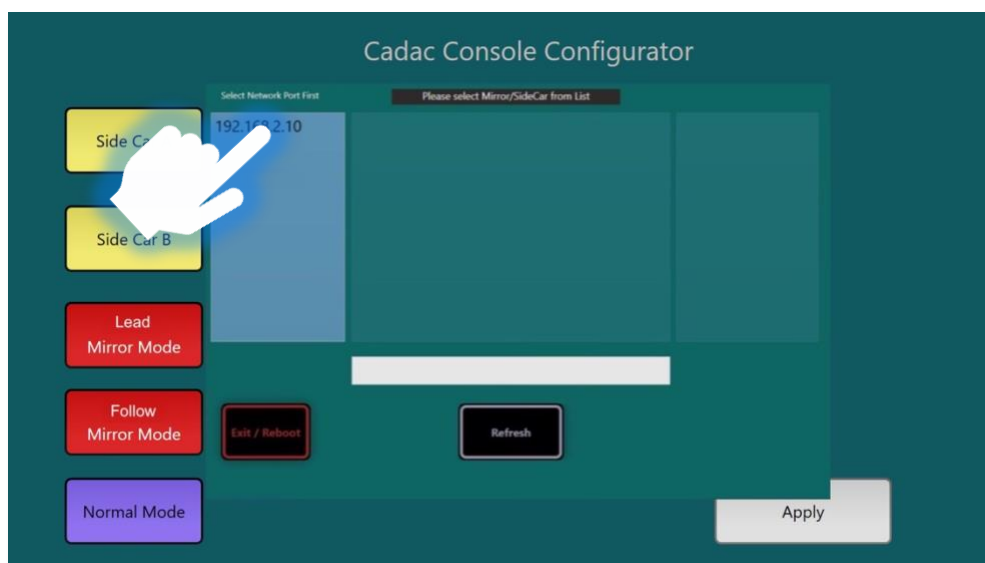 Cadac Console Configurator
Select Network Port First
Please select Mirror/SideCar from List
192.168.2.10
Side
Side Car B
Lead
Mirror Mode
Follow
Mirror Mode
Exit / Reboot
Refresh
Normal Mode
Apply